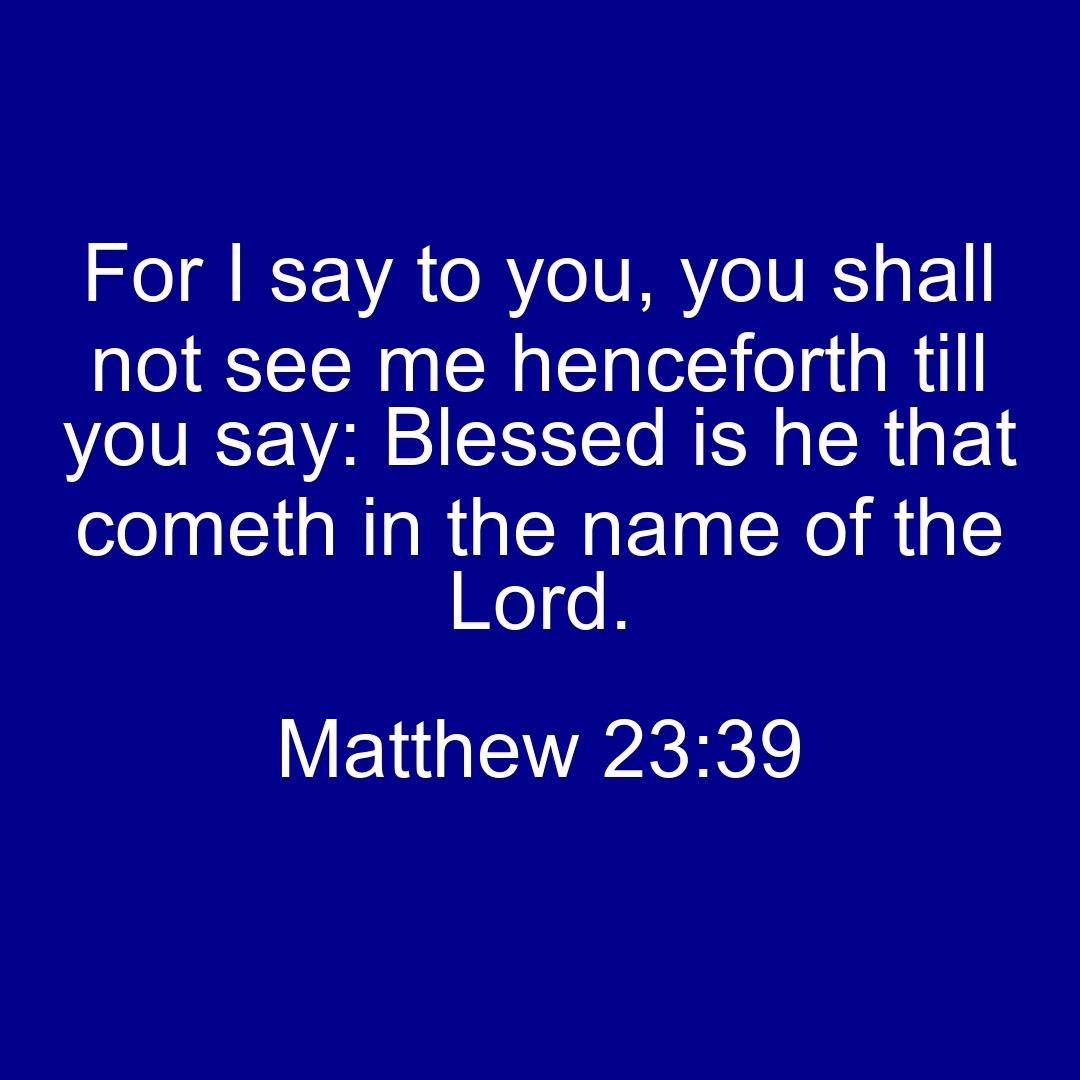 For I say to you, you shall
not see me henceforth till
you say: Blessed is he that
cometh in the name of the
Lord.
Matthew 23:39